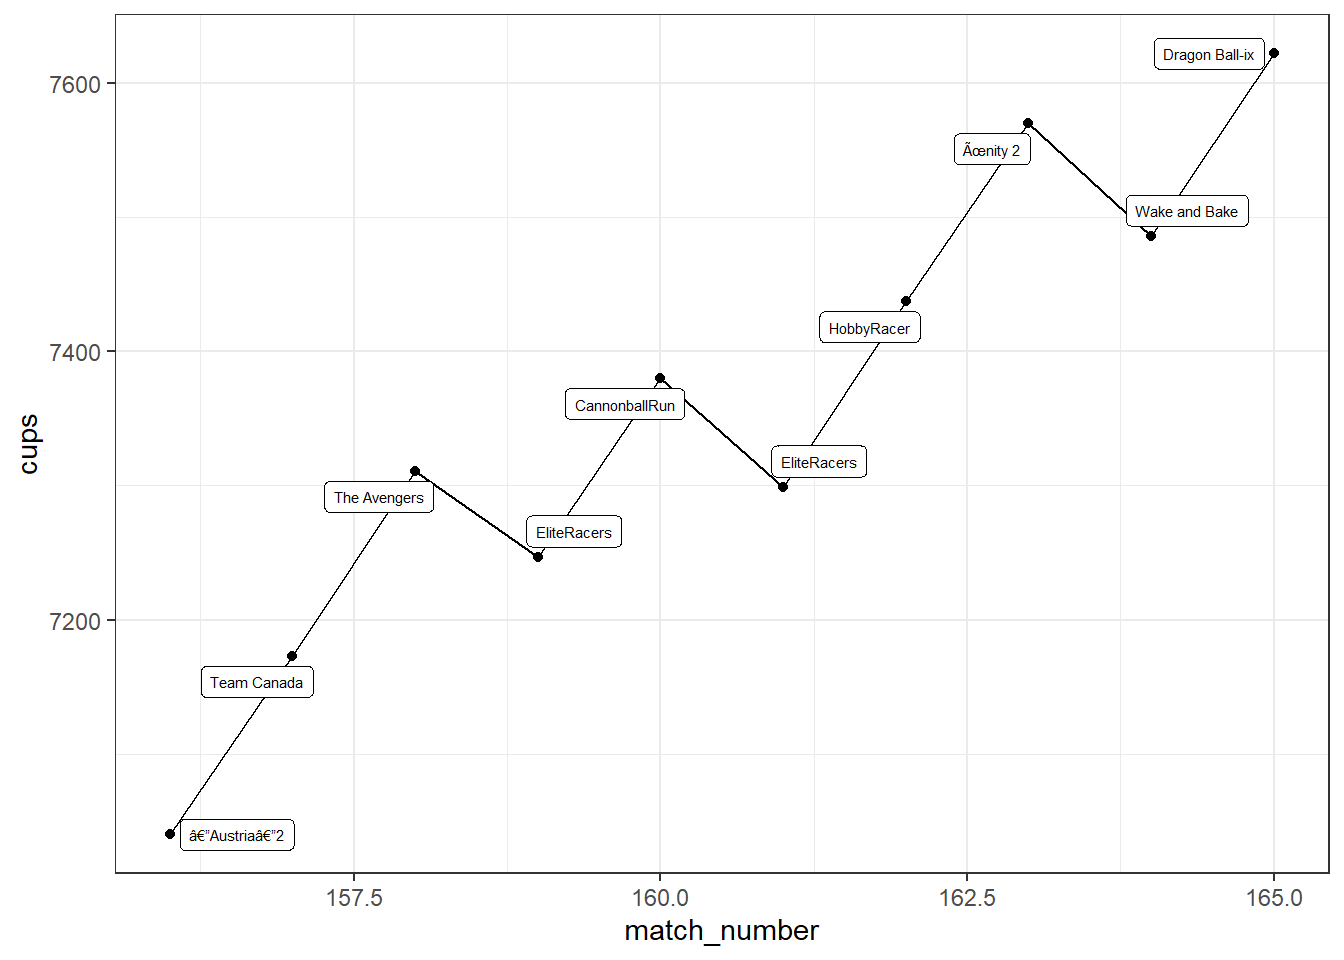 7600
7400
7200
cups
Dragon Ball-ix
Ãœnity 2
Wake and Bake
HobbyRacer
CannonballRun
EliteRacers
The Avengers
EliteRacers
Team Canada
â€”Austriaâ€”2
157.5
160.0
162.5
165.0
match_number